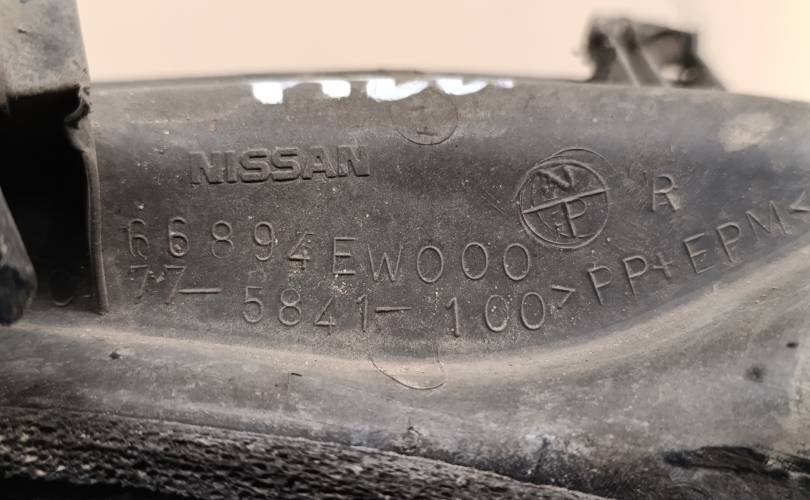 NISSAN
N
P
R
66894EW000
77-5841-100 >PP+EPM<